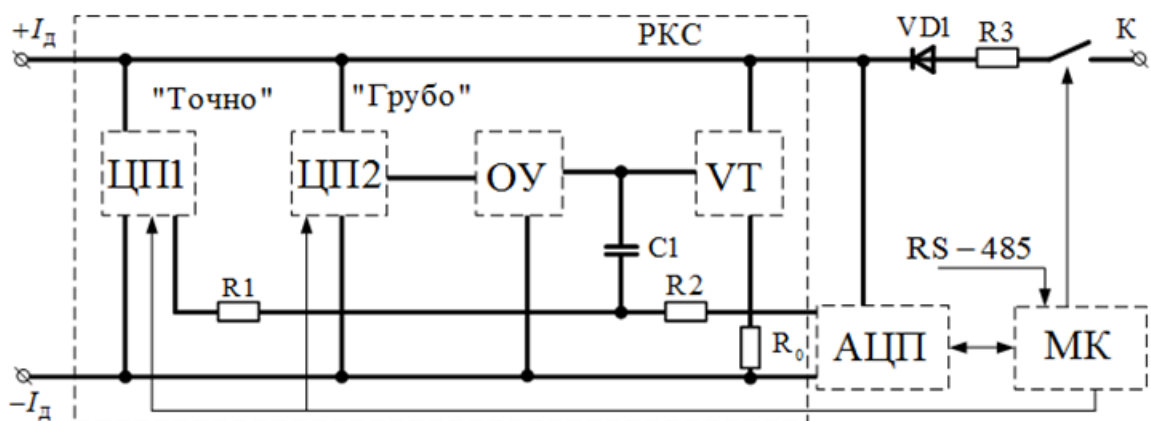 +Iд
РКС
VD1
R3
К
"Точно"
"Грубо"
ЦП1
ЦП2
ОУ
VT
C1
RS – 485
R1
R2
R0
АЦП
МК
–Iд